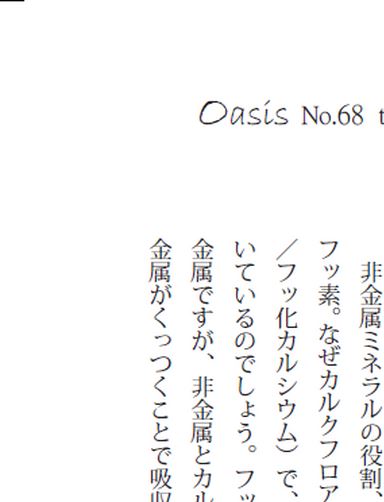 Oasis No.68 t
非金属ミネラルの役割、
フッ素。なぜカルクフロア
／フッ化カルシウム）で、
いているのでしょう。フッ
金属ですが、非金属とカル
金属がくっつくことで吸収